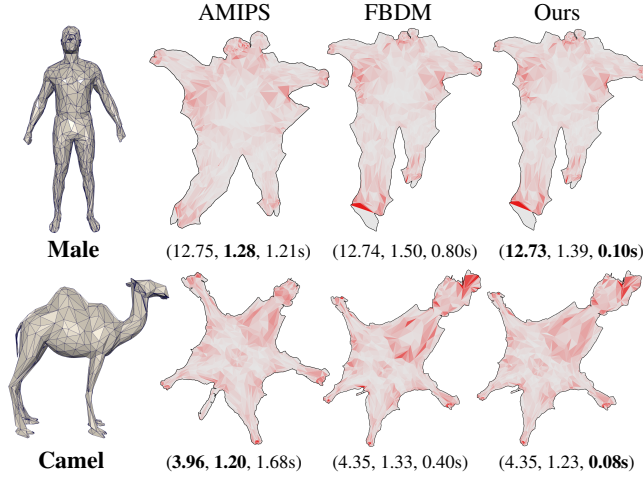 AMIPS FBDM Ours
Male (12.75, 1.28, 1.21s) (12.74, 1.50, 0.80s) (12.73, 1.39, 0.10s)
Camel (3.96, 1.20, 1.68s) (4.35, 1.33, 0.40s) (4.35, 1.23, 0.08s)